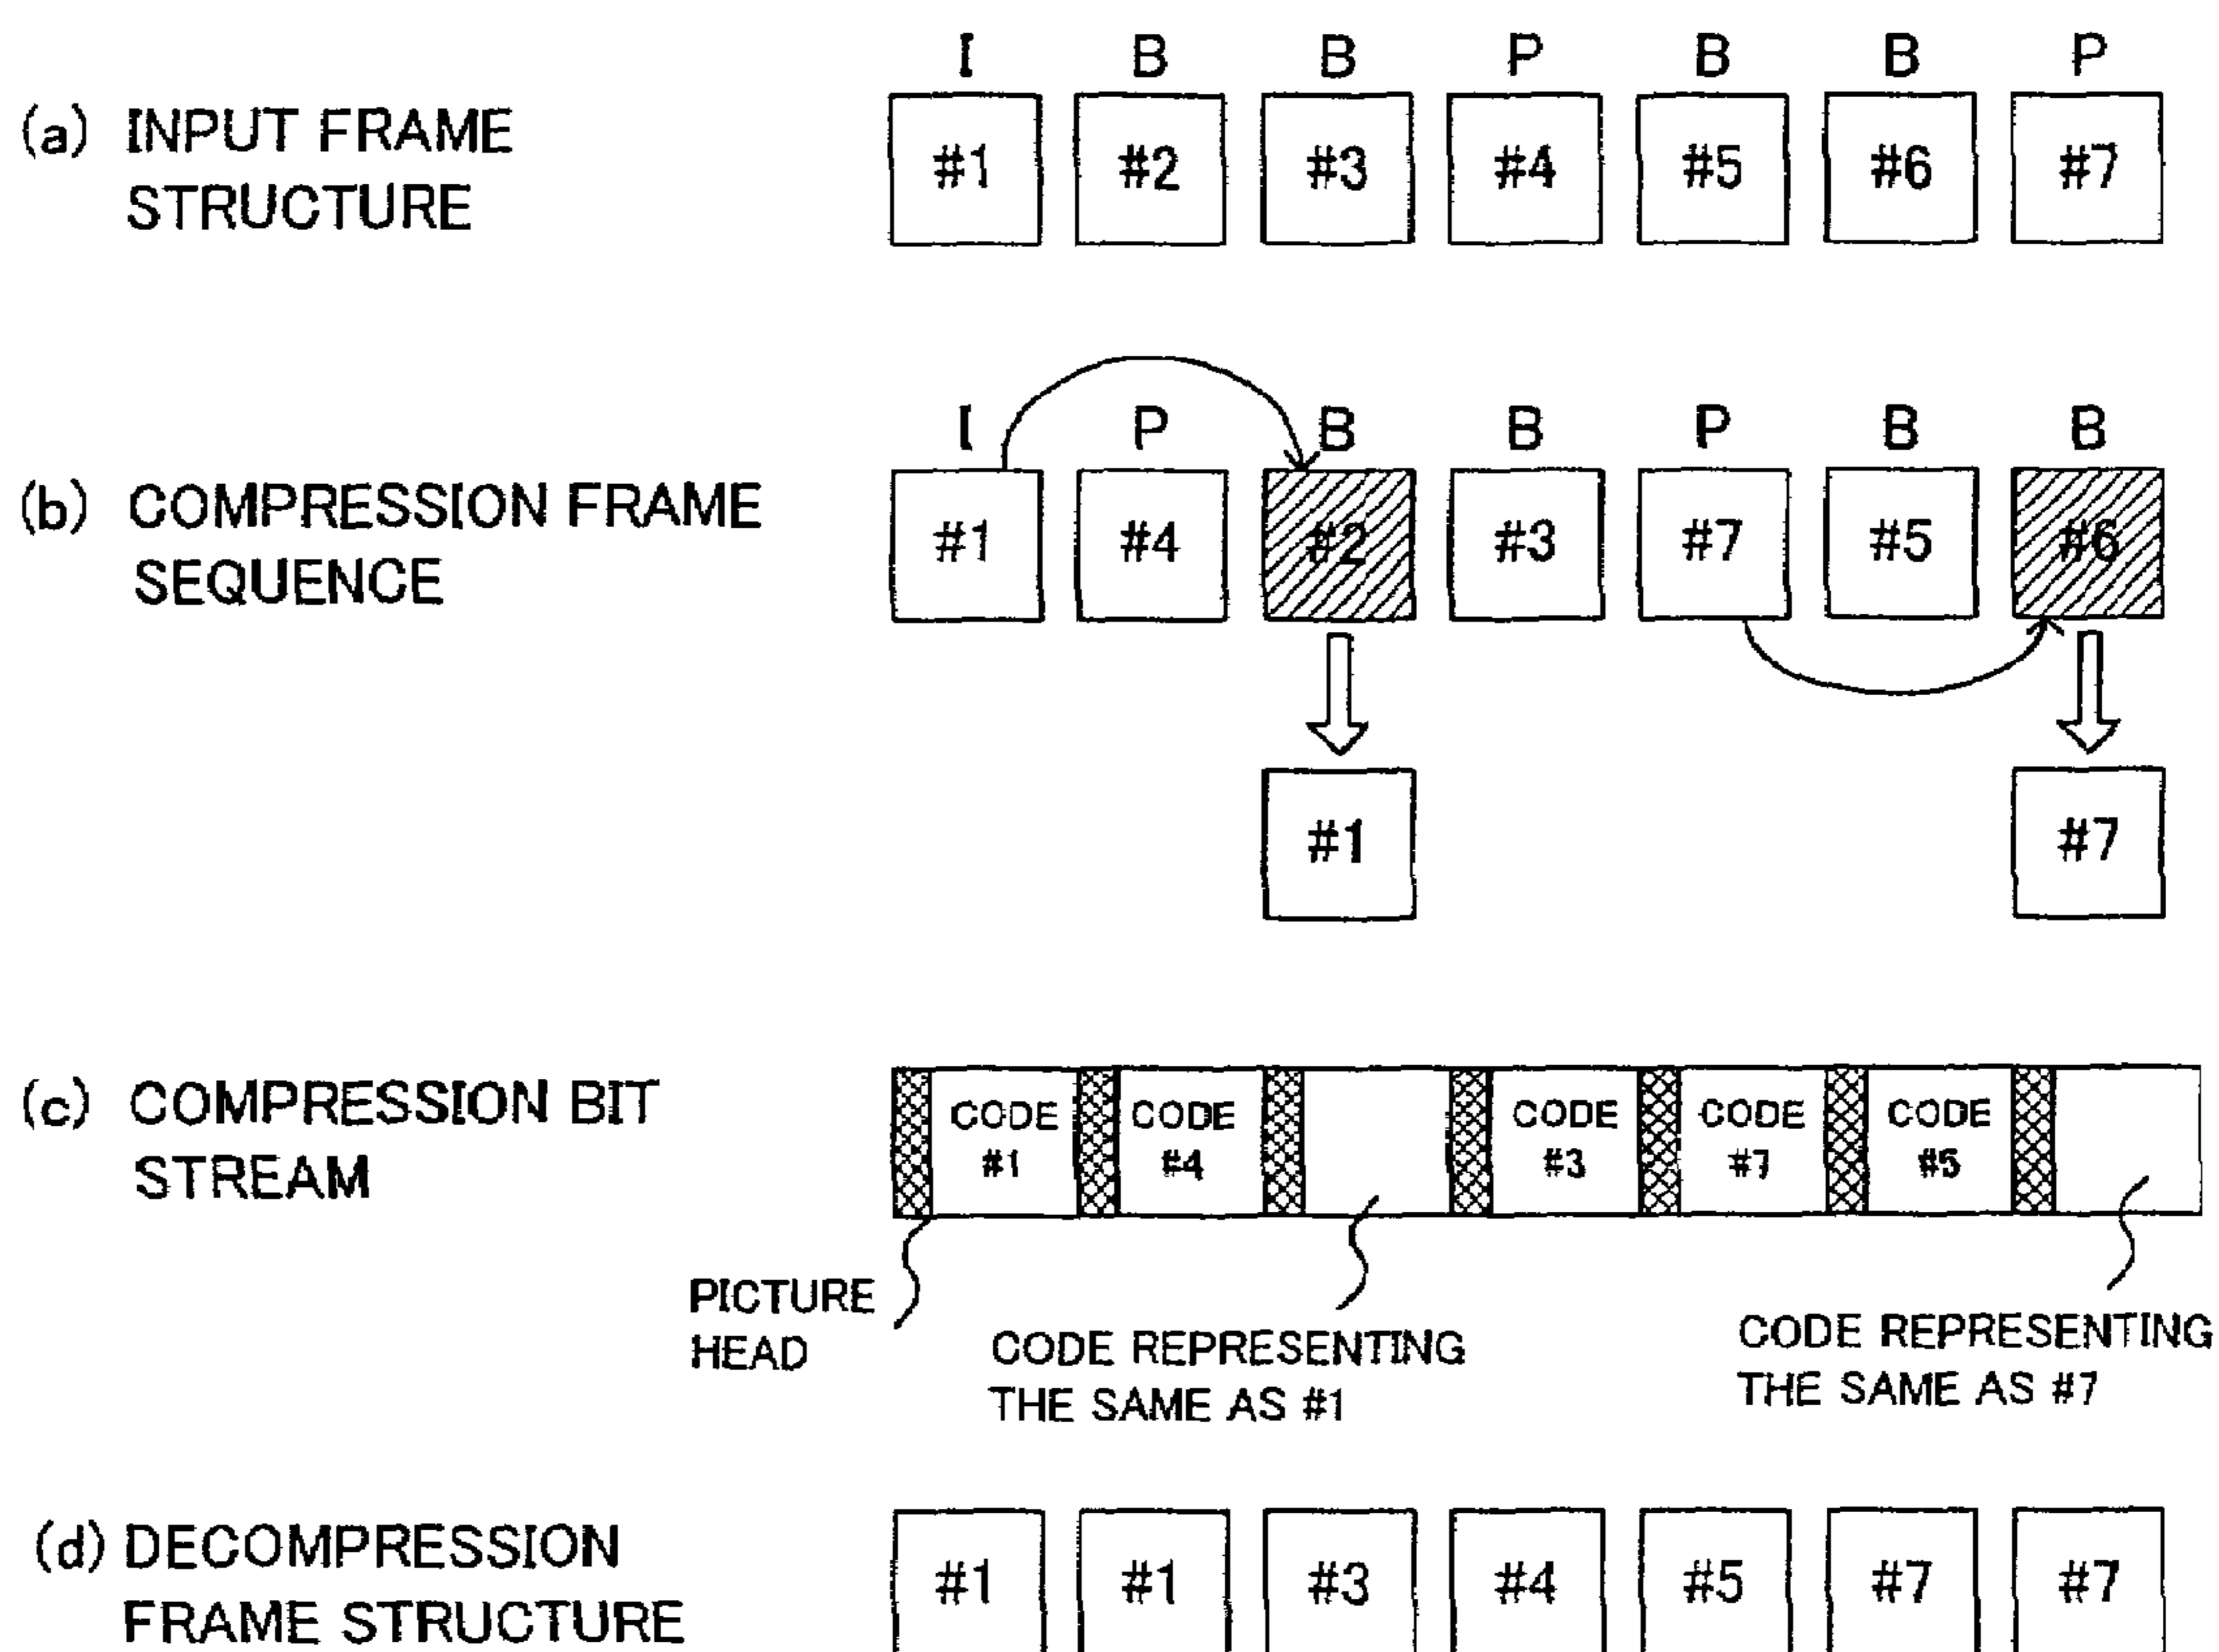 I B B P B B P
(a) INPUT FRAME
STRUCTURE
#1 #2 #3 #4 #5 #6 #7
I P B B P B B
(b) COMPRESSION FRAME
SEQUENCE
#1 #4 #2 #3 #7 #5 #6
#1 #7
(c) COMPRESSION BIT
STREAM
CODE
#1
CODE
#4
CODE
#3
CODE
#7
CODE
#5
PICTURE
HEAD
CODE REPRESENTING
THE SAME AS #1
CODE REPRESENTING
THE SAME AS #7
(d) DECOMPRESSION
FRAME STRUCTURE
#1 #1 #3 #4 #5 #7 #7